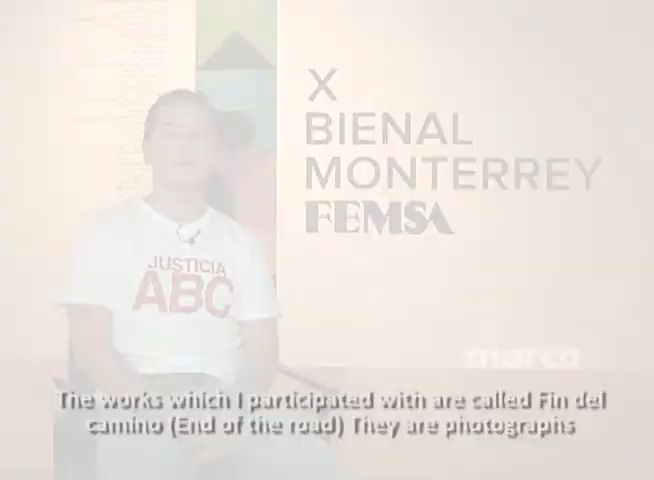 X
BIENAL
MONTERREY
FEMSA
JUSTICIA
ABC
marco
The works which I participated with are called Fin del
camino (End of the road) They are photographs